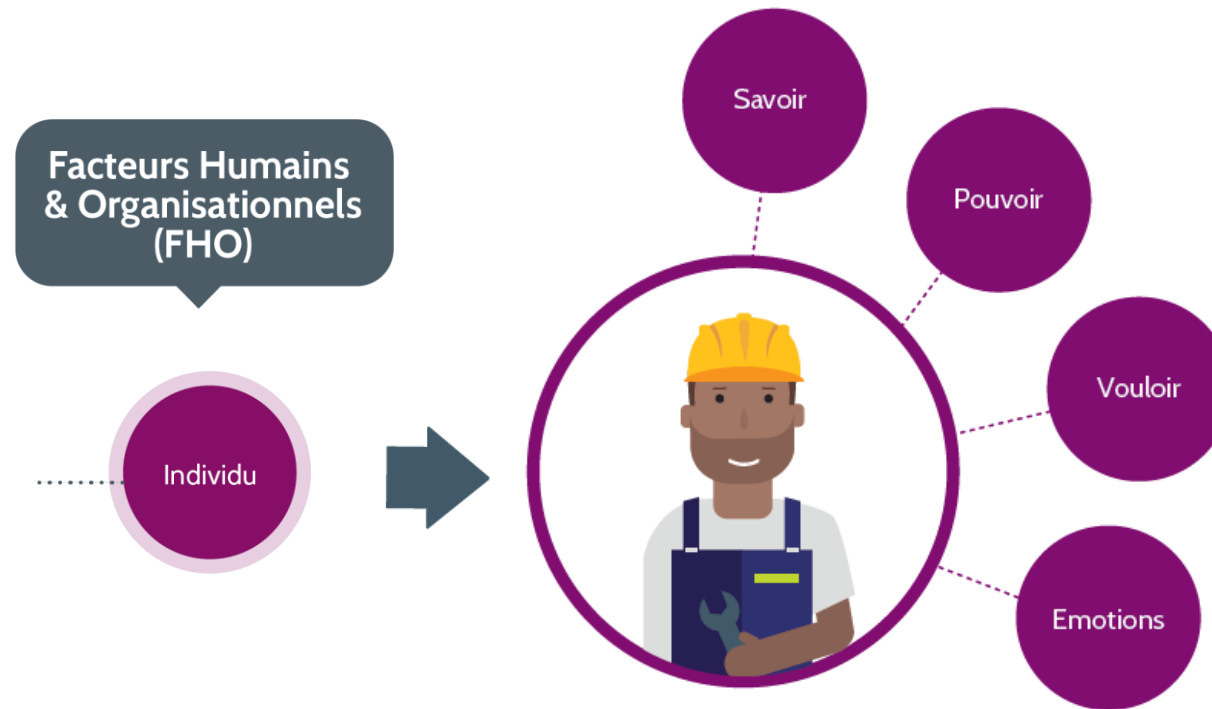 Facteurs Humains
& Organisationnels
(FHO)
Individu
Savoir
Pouvoir
Vouloir
Emotions